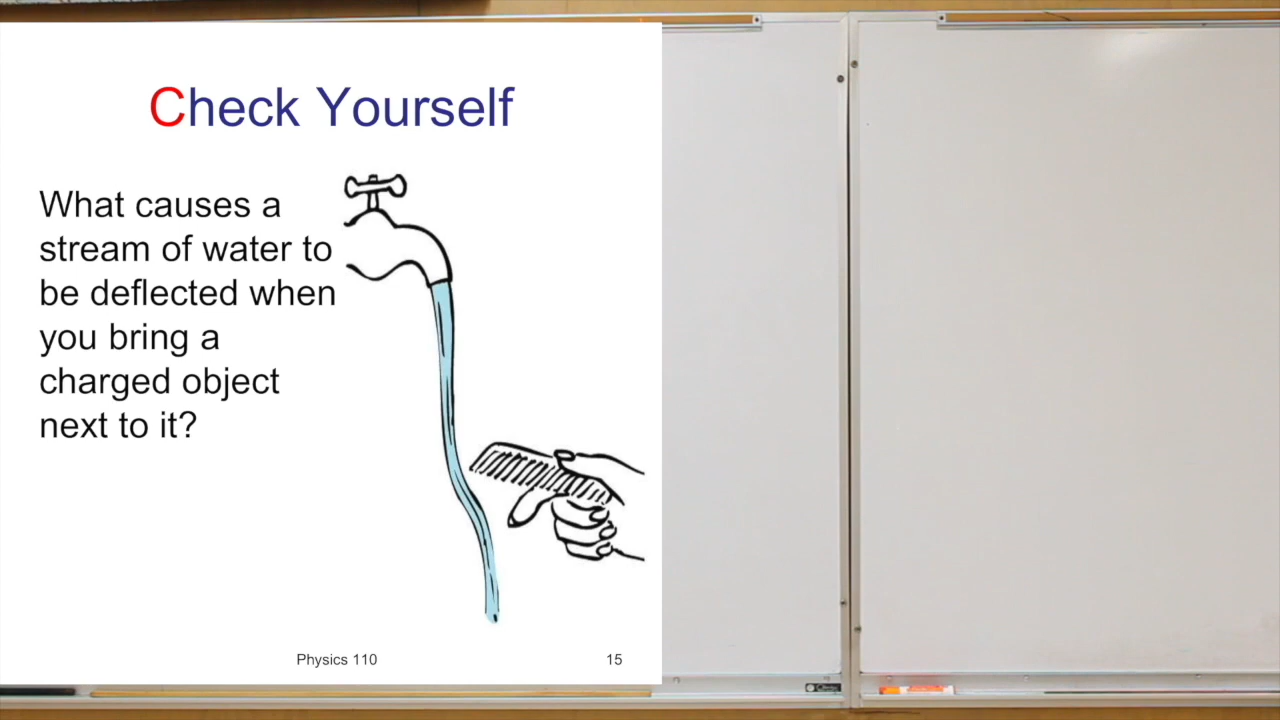 Check Yourself
What causes a
stream of water to
be deflected when
you bring a
charged object
next to it?
Physics 110
15